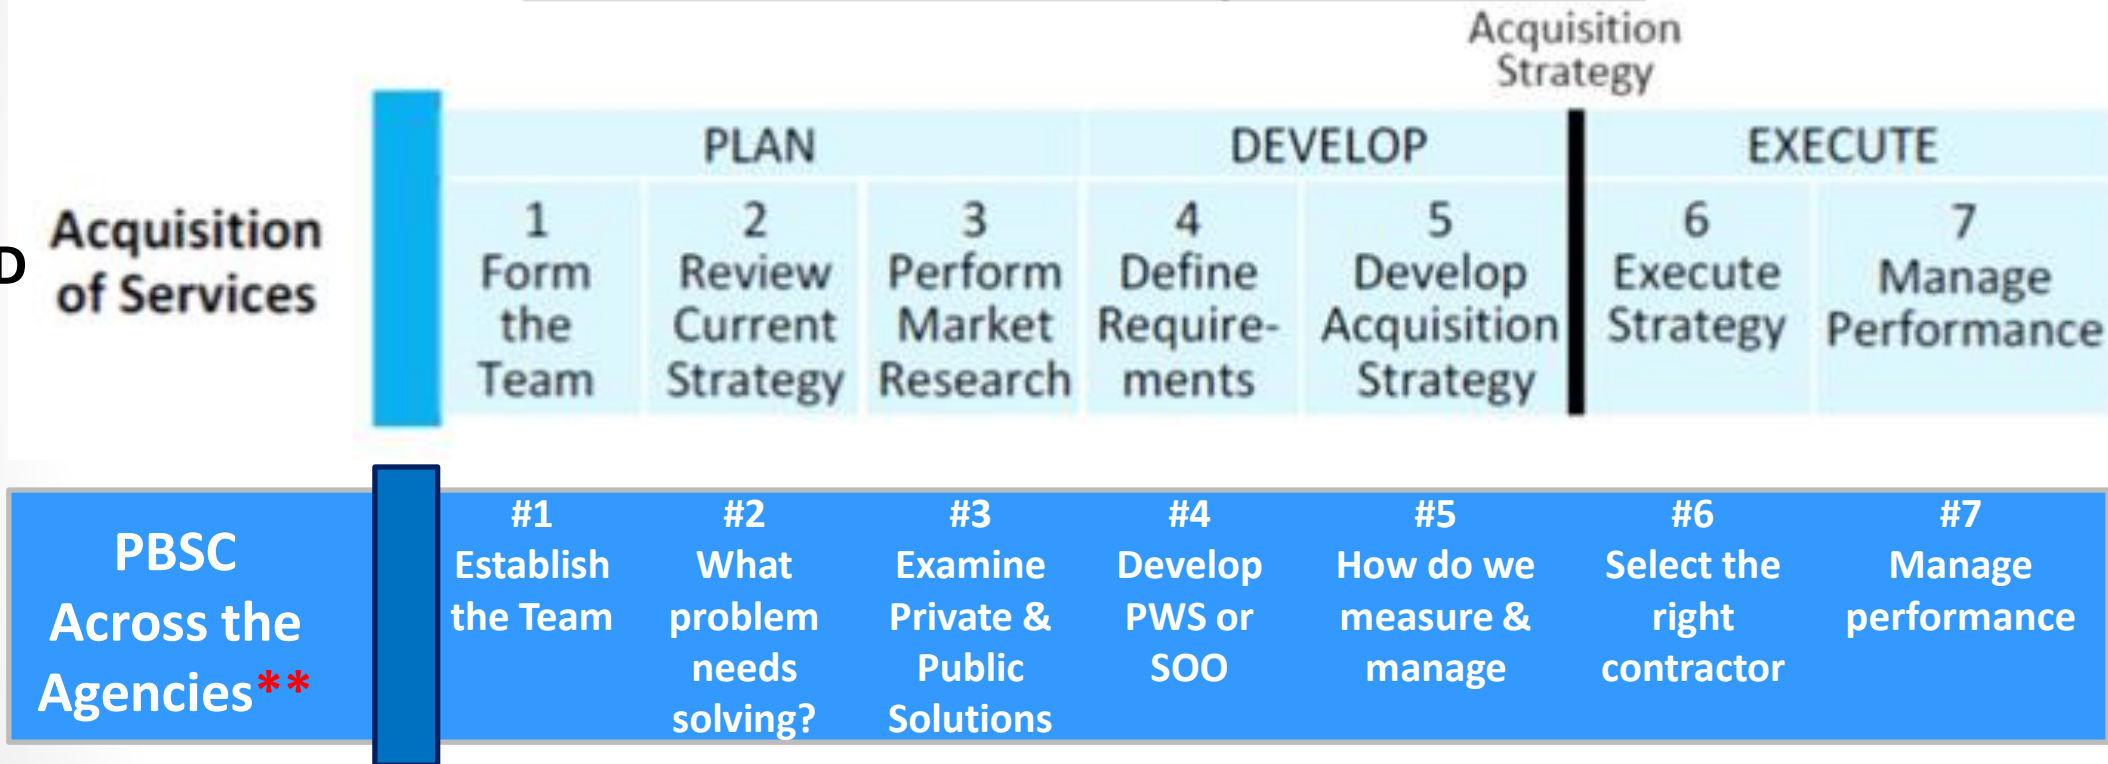 Acquisition
Strategy
PLAN
DEVELOP
EXECUTE
D
Acquisition
of Services
1
Form
the
Team
2
Review
Current
Strategy
3
Perform
Market
Research
4
Define
Require-
ments
5
Develop
Acquisition
Strategy
6
Execute
Strategy
7
Manage
Performance
PBSC
Across the
Agencies**
#1
Establish
the Team
#2
What
problem
needs
solving?
#3
Examine
Private &
Public
Solutions
#4
Develop
PWS or
SOO
#5
How do we
measure &
manage
#6
Select the
right
contractor
#7
Manage
performance